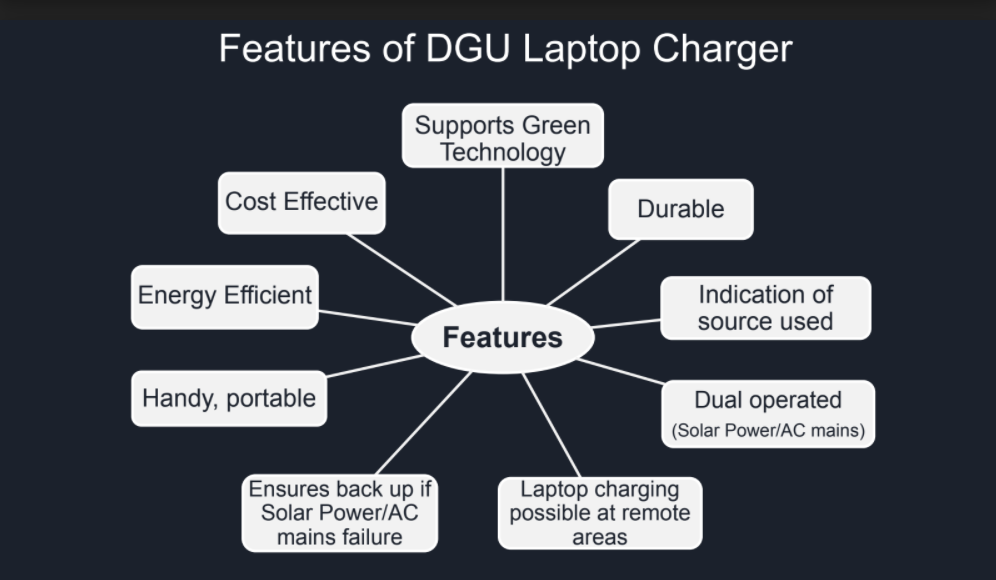 Features of DGU Laptop Charger
Supports Green
Technology
Cost Effective
Durable
Energy Efficient
Indication of
source used
Features
Handy, portable
Dual operated
(Solar Power/AC mains)
Ensures back up if
Solar Power/AC
mains failure
Laptop charging
possible at remote
areas